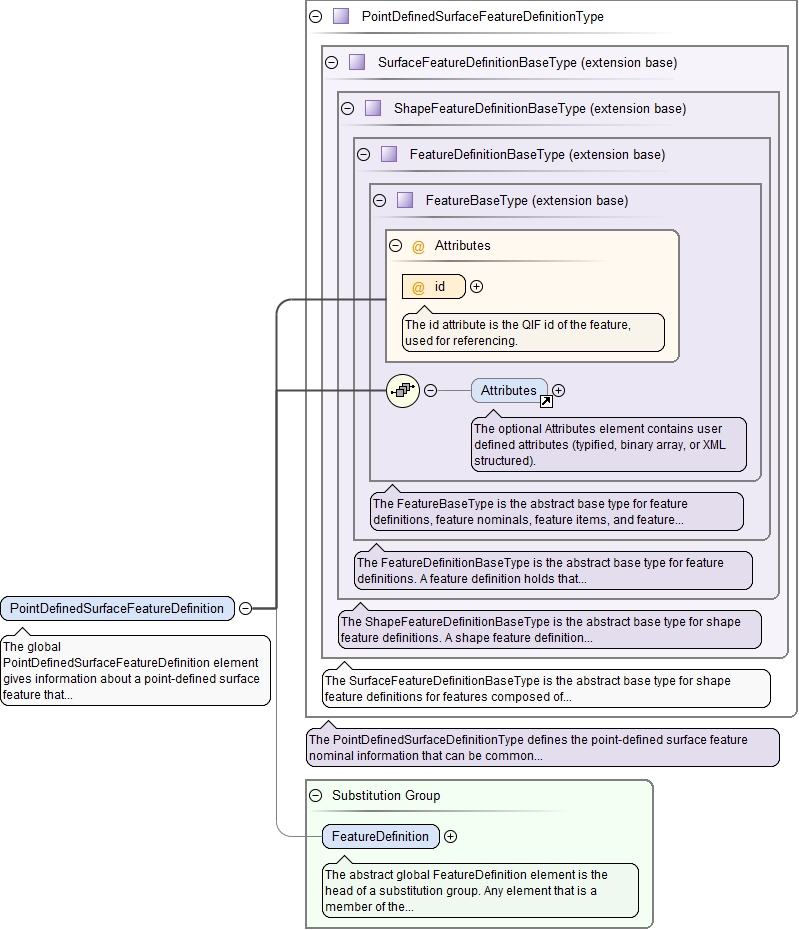 PointDefinedSurfaceFeatureDefinitionType
SurfaceFeatureDefinitionBaseType (extension base)
ShapeFeatureDefinitionBaseType (extension base)
FeatureDefinitionBaseType (extension base)
FeatureBaseType (extension base)
@ Attributes
@ id
The id attribute is the QIF id of the feature,
used for referencing.
Attributes
The optional Attributes element contains user
defined attributes (typified, binary array, or XML
structured).
The FeatureBaseType is the abstract base type for feature
definitions, feature nominals, feature items, and feature...
The FeatureDefinitionBaseType is the abstract base type for feature
definitions. A feature definition holds that...
PointDefinedSurfaceFeatureDefinition
The global
PointDefinedSurfaceFeatureDefinition element
gives information about a point-defined surface
feature that...
The ShapeFeatureDefinitionBaseType is the abstract base type for shape
feature definitions. A shape feature definition...
The SurfaceFeatureDefinitionBaseType is the abstract base type for shape
feature definitions for features composed of...
The PointDefinedSurfaceDefinitionType defines the point-defined surface feature
nominal information that can be common...
Substitution Group
FeatureDefinition
The abstract global FeatureDefinition element is the
head of a substitution group. Any element that is a
member of the...